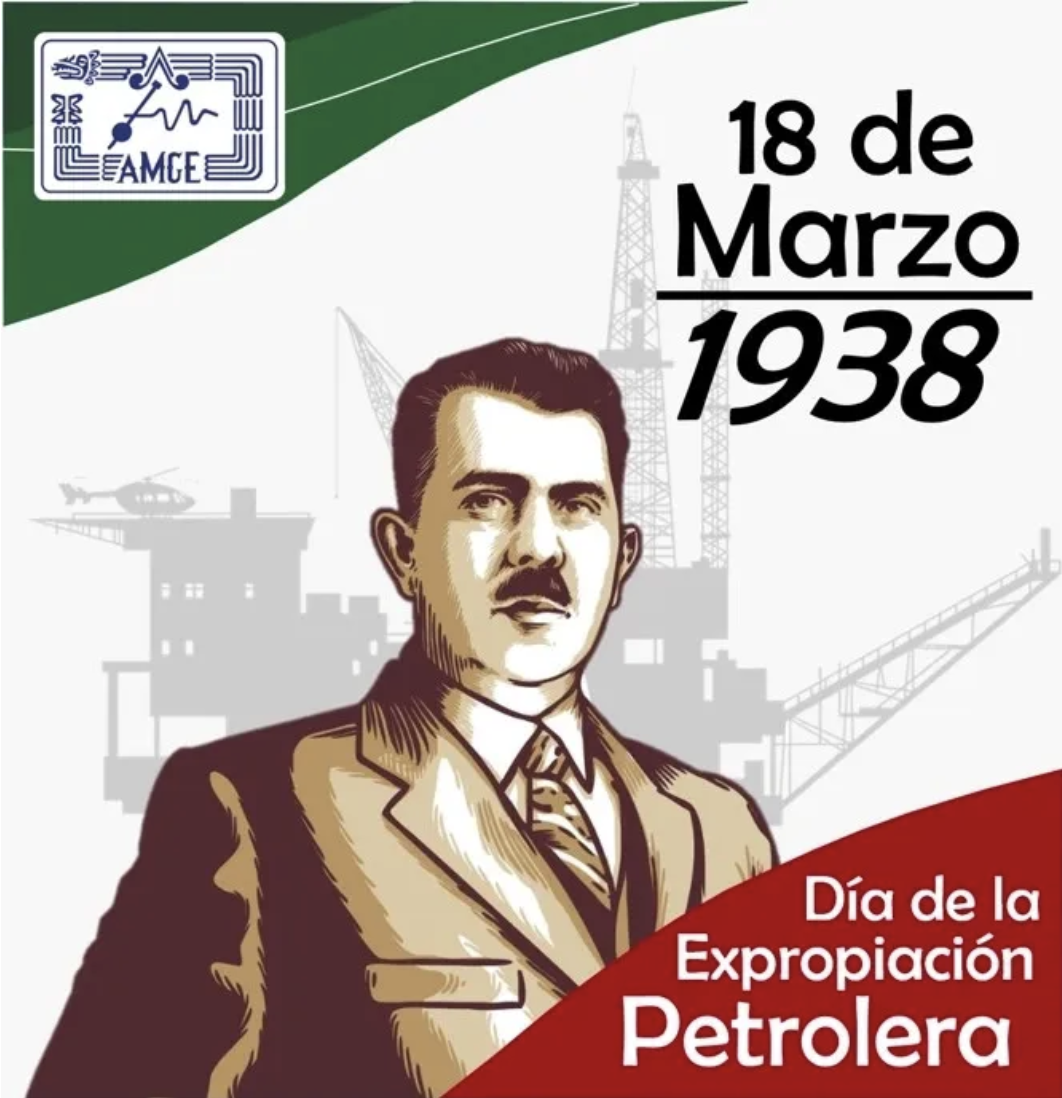 AMGE
18 de
Marzo
1938
Día de la
Expropiación
Petrolera